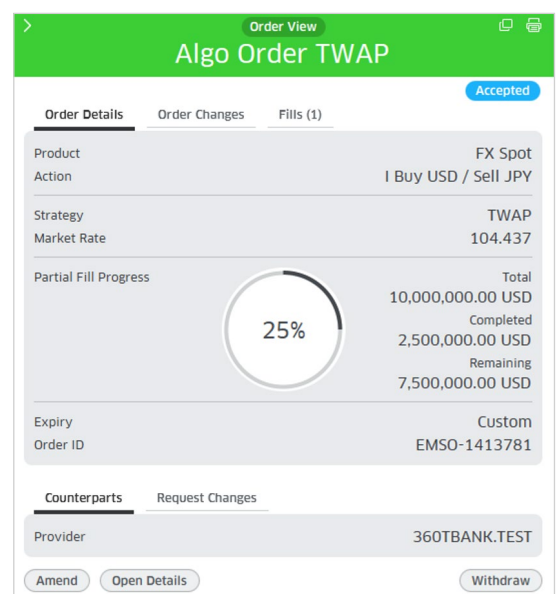 Order View
Algo Order TWAP
Accepted
Order Details Order Changes Fills (1)
Product FX Spot
Action I Buy USD / Sell JPY
Strategy TWAP
Market Rate 104.437
Partial Fill Progress Total
10,000,000.00 USD
Completed
25%
2,500,000.00 USD
Remaining
7,500,000.00 USD
Expiry Custom
Order ID EMSO-1413781
Counterparts Request Changes
Provider 360TBANK.TEST
Amend Open Details Withdraw